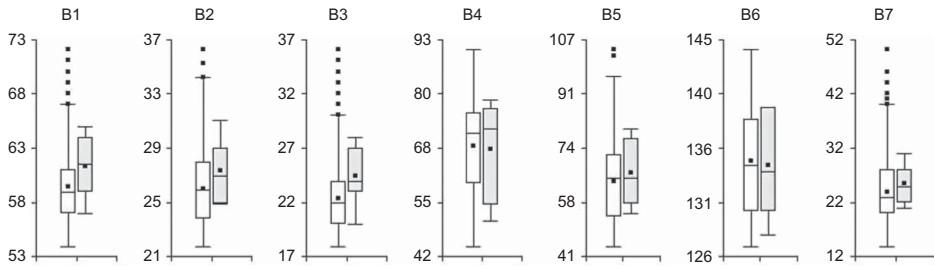 B1 B2 B3 B4 B5 B6 B7
73 37 37 93 107 145 52
68 33 32 80 91 140 42
63 29 27 68 74 136 32
58 25 22 55 58 131 22
53 21 17 42 41 126 12